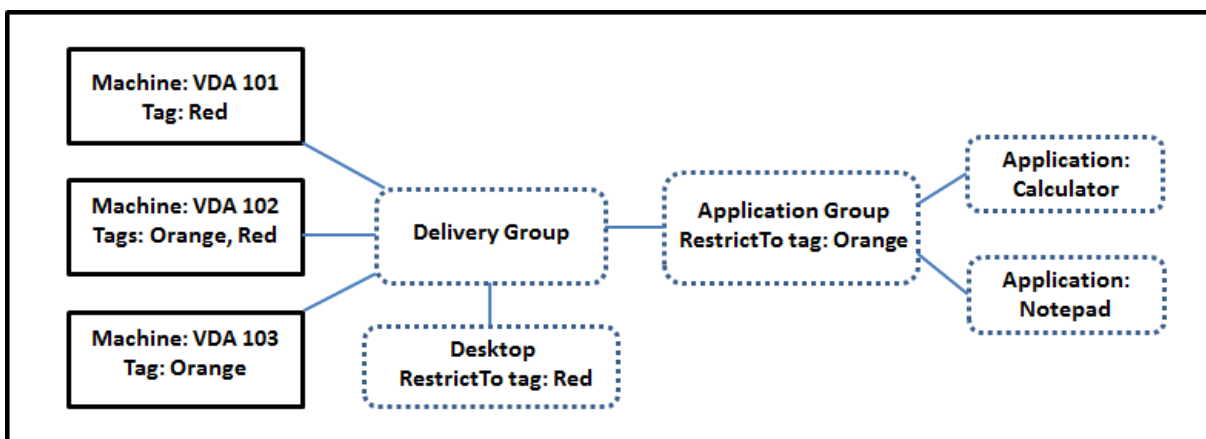 Machine: VDA 101
Tag: Red
Machine: VDA 102
Tags: Orange, Red
Machine: VDA 103
Tag: Orange
Delivery Group
Desktop
RestrictTo tag: Red
Application Group
RestrictTo tag: Orange
Application:
Calculator
Application:
Notepad